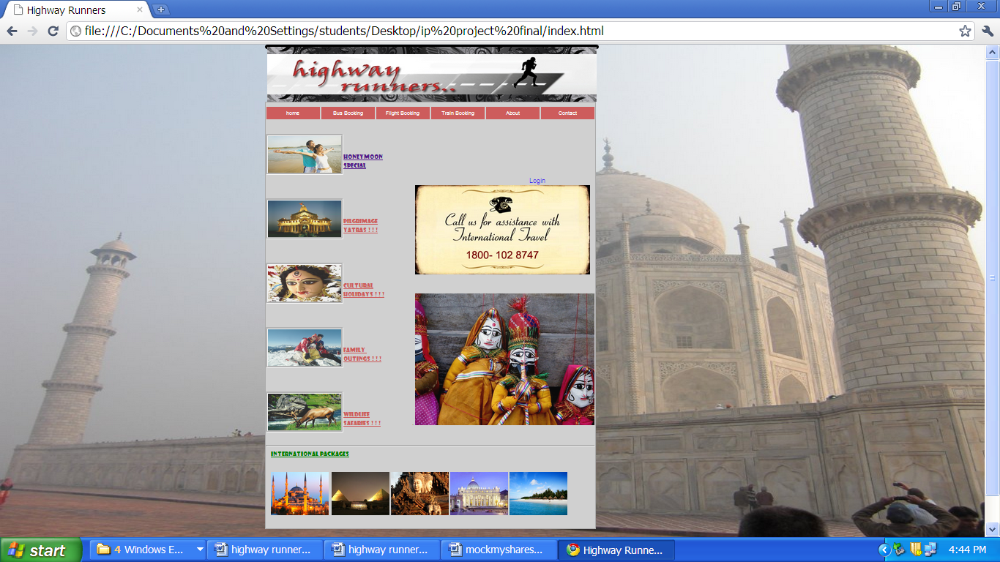 Highway Runners
file:///C:/Documents%20and%20Settings/students/Desktop/ip%20project%20final/index.html
highway
runners..
home
Bus Booking
Flight Booking
Train Booking
About
Contact
HONEYMOON
SPECIAL
Login
Call us for assistance with
International Travel
1800- 102 8747
PILGRIMAGE
YATRAS ! ! !
CULTURAL
HOLIDAYS ! ! !
FAMILY
OUTINGS ! ! !
WILDLIFE
SAFARIES ! ! !
INTERNATIONAL PACKAGES
start
4 Windows E...
highway runner...
highway runner...
mockmyshares...
Highway Runne...
4:44 PM